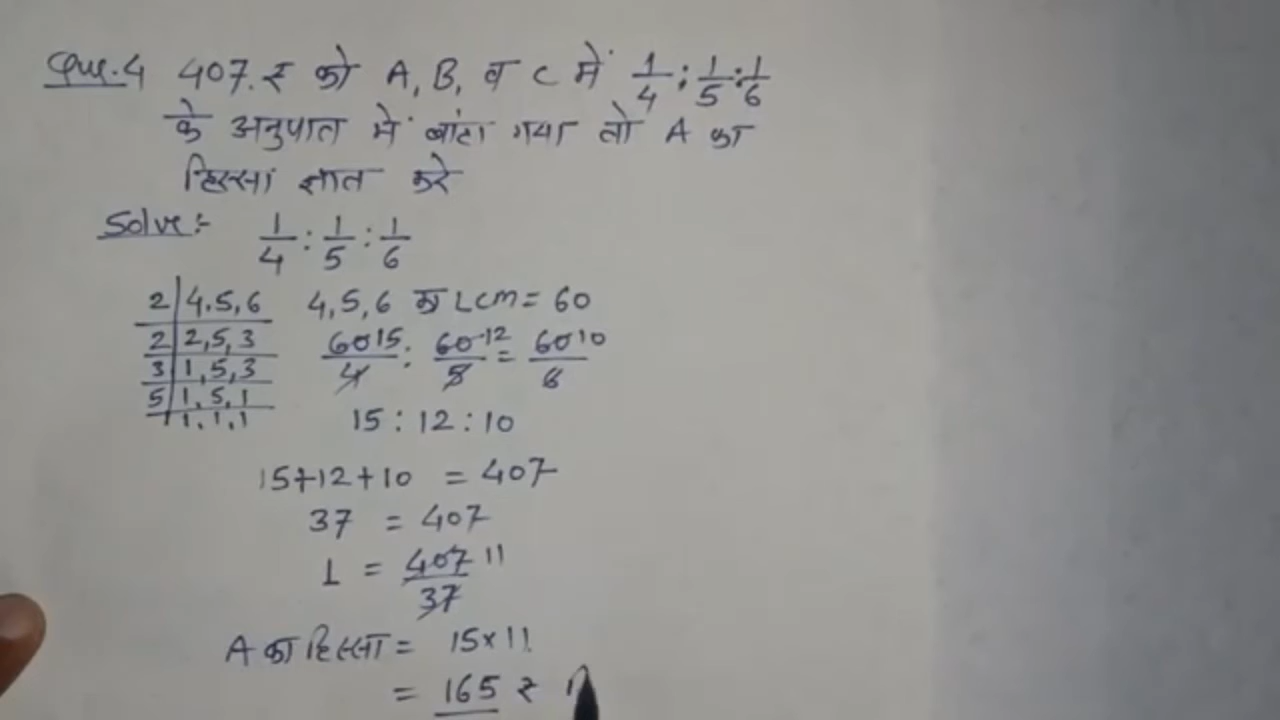 Que.4 407.₹ को A, B, व C में 1/4 : 1/5 : 1/6
के अनुपात में बांटा गया तो A का
हिस्सा ज्ञात करे
Solve:- 1/4 : 1/5 : 1/6
2 | 4.5,6
2 | 2,5,3
3 | 1,5,3
5 | 1,5,1
1,1,1
4,5,6 का LCM = 60
60/4 15 : 60/5 12 = 60/6 10
15 : 12 : 10
15+12+10 = 407
37 = 407
1 = 407/37 11
A का हिस्सा = 15×11
= 165 ₹